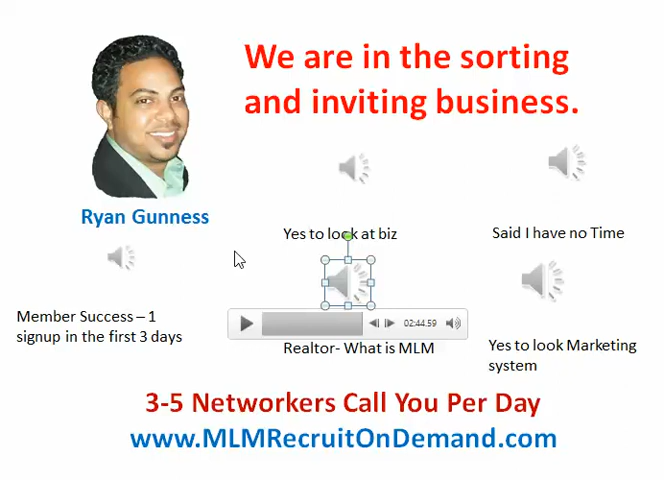 We are in the sorting
and inviting business.
Ryan Gunness
Yes to look at biz
Said I have no Time
Member Success – 1
signup in the first 3 days
02:44.59
Realtor- What is MLM
Yes to look Marketing
system
3-5 Networkers Call You Per Day
www.MLMRecruitOnDemand.com